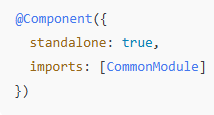 @Component({
  standalone: true,
  imports: [CommonModule]
})